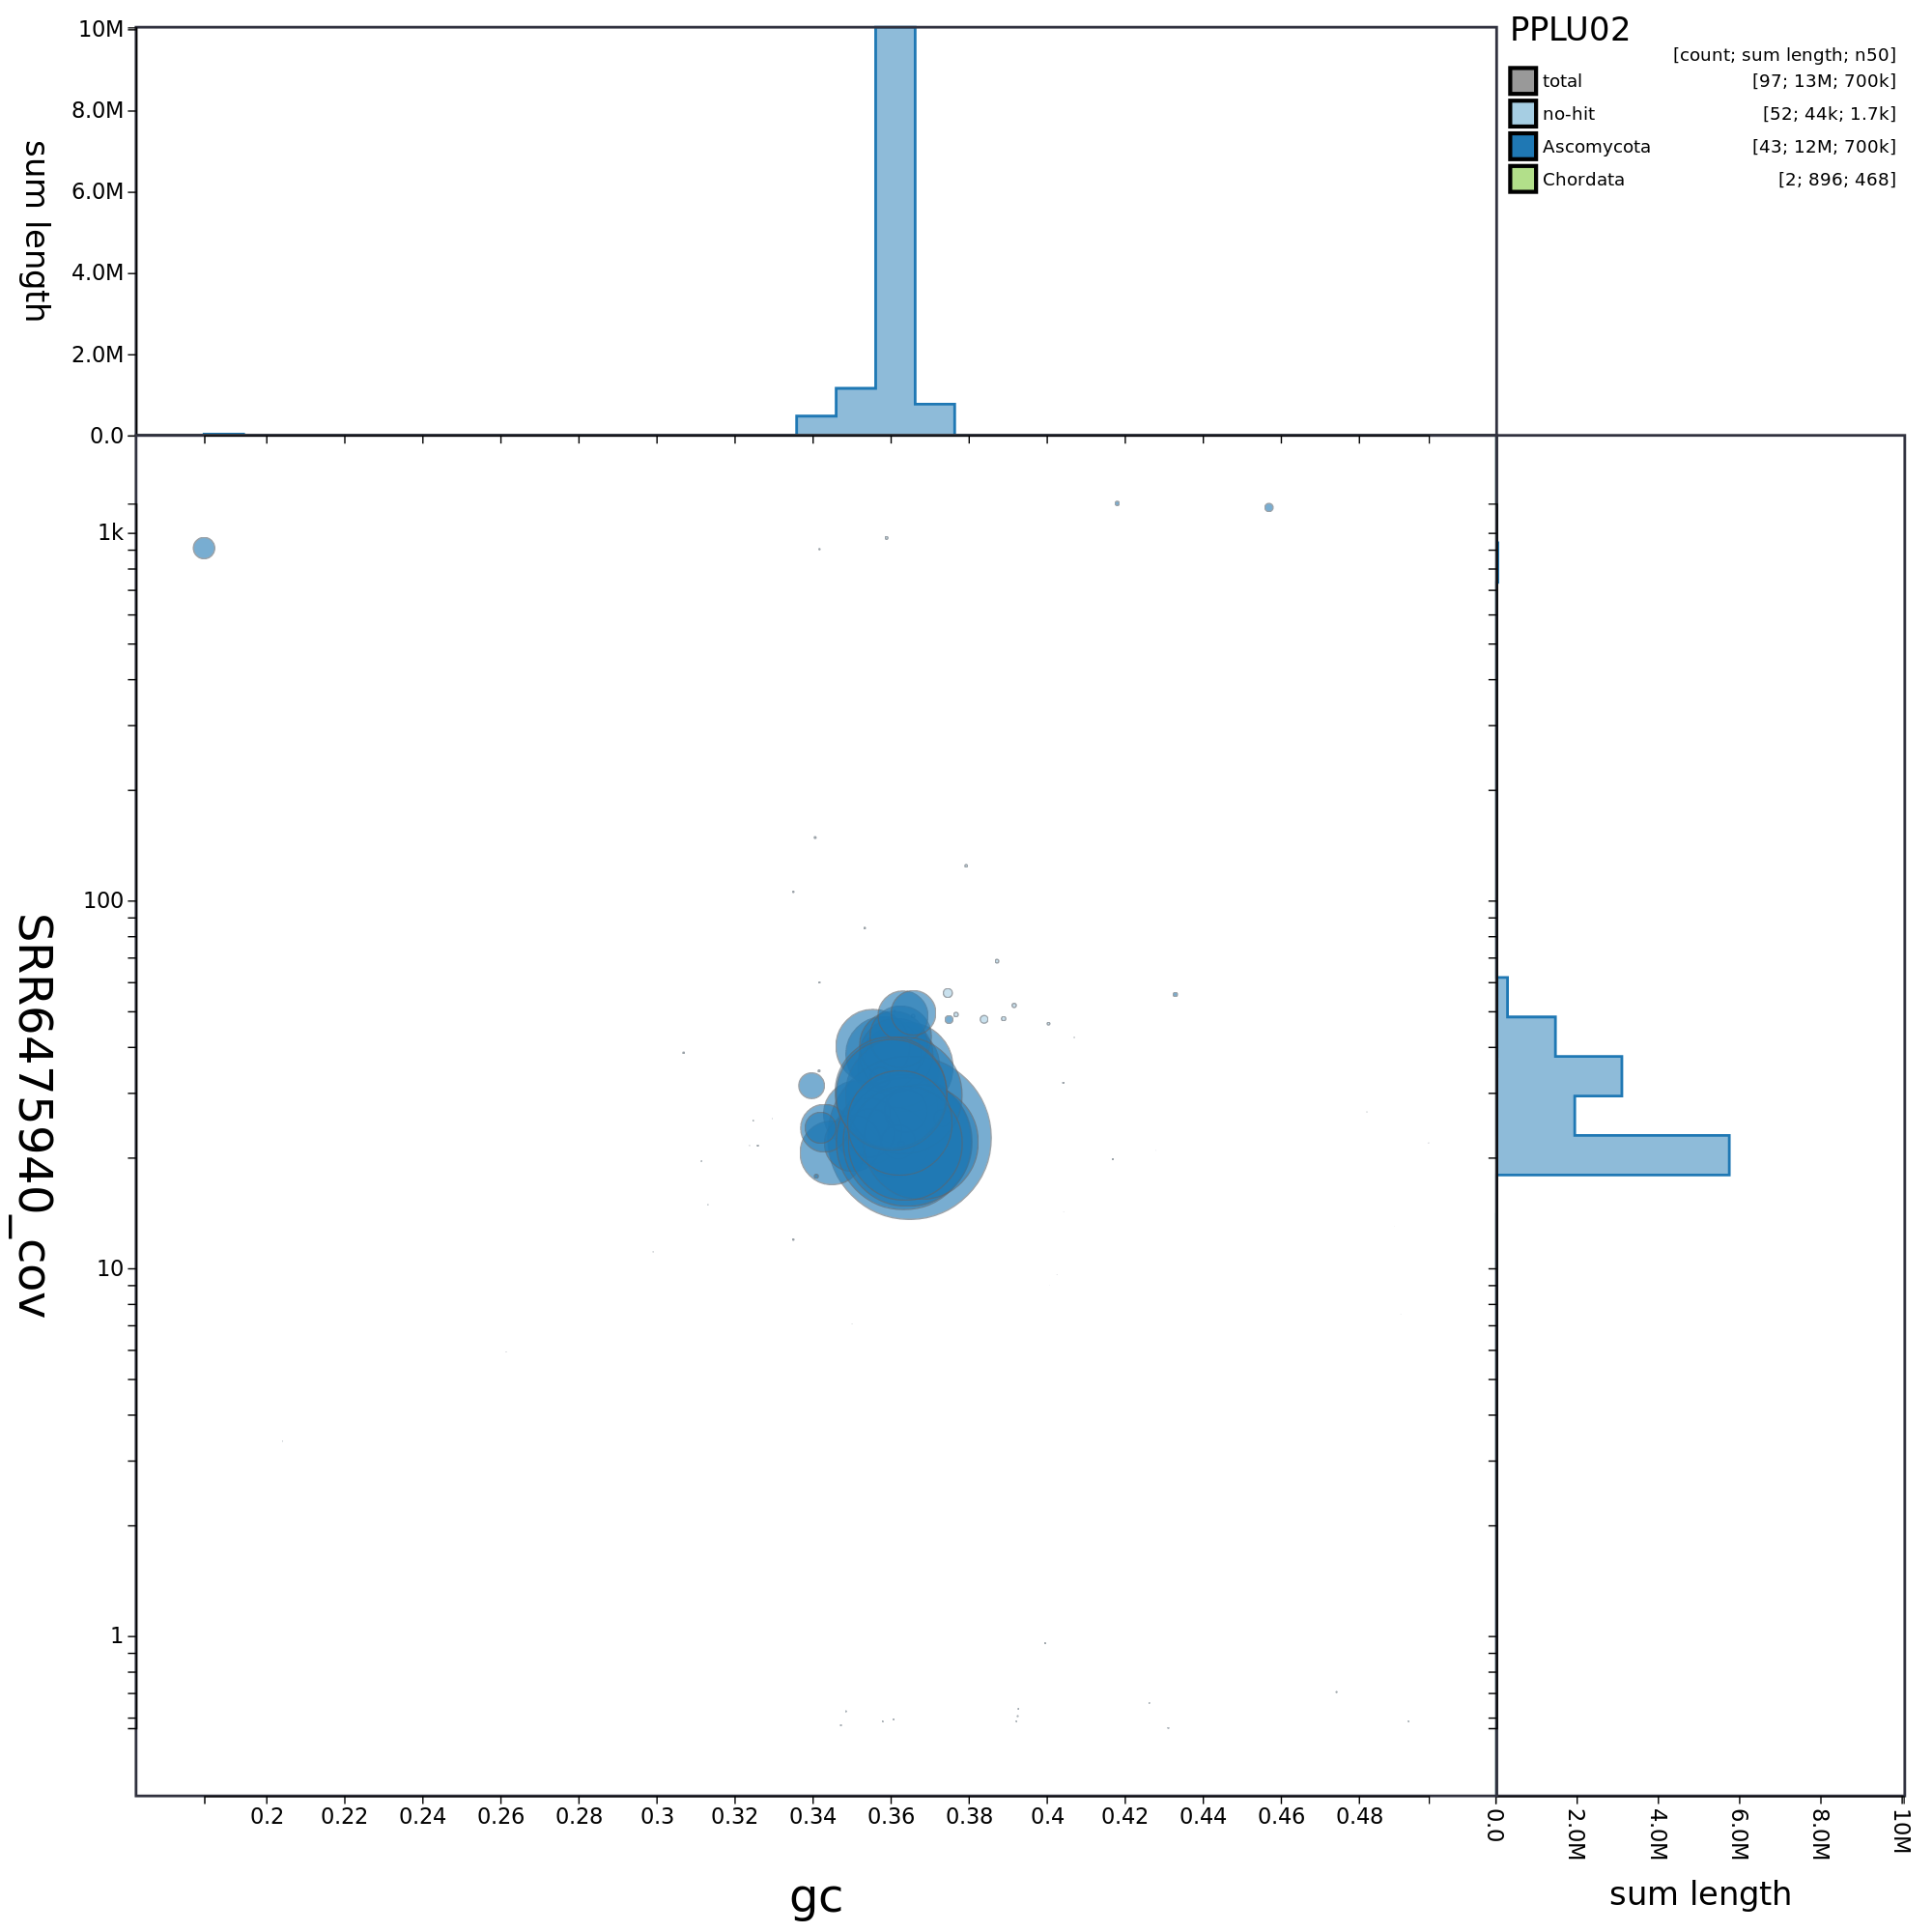 PPLU02
[count; sum length; n50]
total [97; 13M; 700k]
no-hit [52; 44k; 1.7k]
Ascomycota [43; 12M; 700k]
Chordata [2; 896; 468]
sum length
10M
8.0M
6.0M
4.0M
2.0M
0.0
SRR6475940_cov
1k
100
10
1
0.2 0.22 0.24 0.26 0.28 0.3 0.32 0.34 0.36 0.38 0.4 0.42 0.44 0.46 0.48
gc
0.0 2.0M 4.0M 6.0M 8.0M 10M
sum length